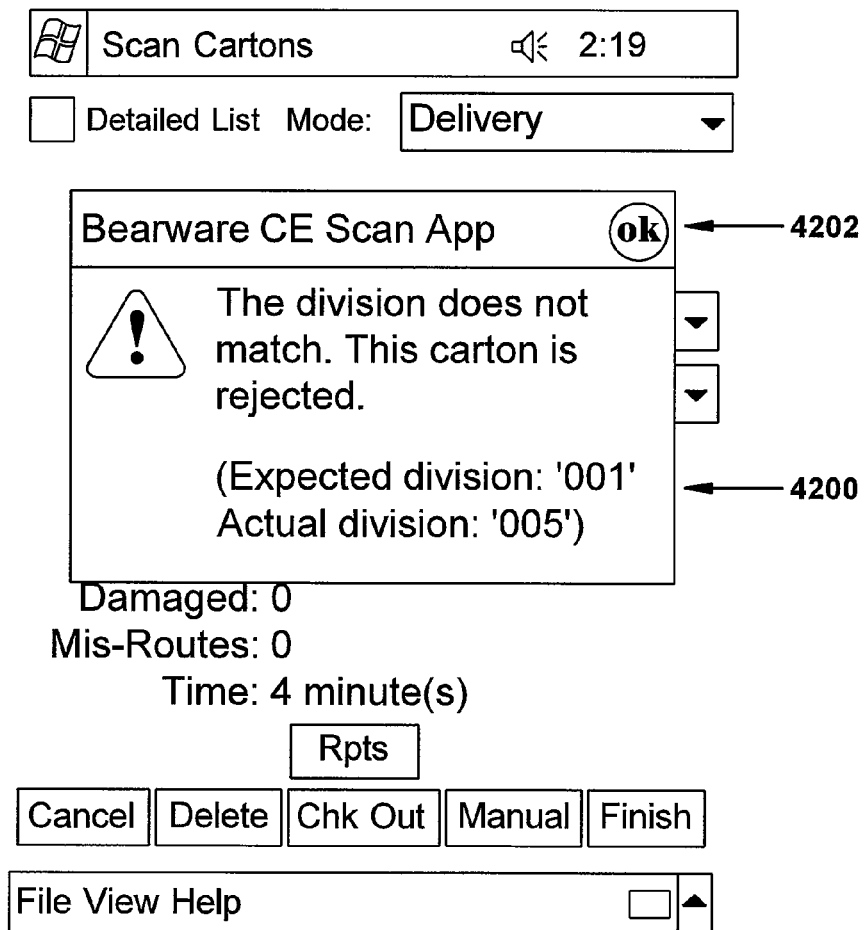 Scan Cartons 2:19
Detailed List Mode: Delivery
Bearware CE Scan App ok 4202
The division does not
match. This carton is
rejected.
(Expected division: '001' 4200
Actual division: '005')
Damaged: 0
Mis-Routes: 0
Time: 4 minute(s)
Rpts
Cancel Delete Chk Out Manual Finish
File View Help